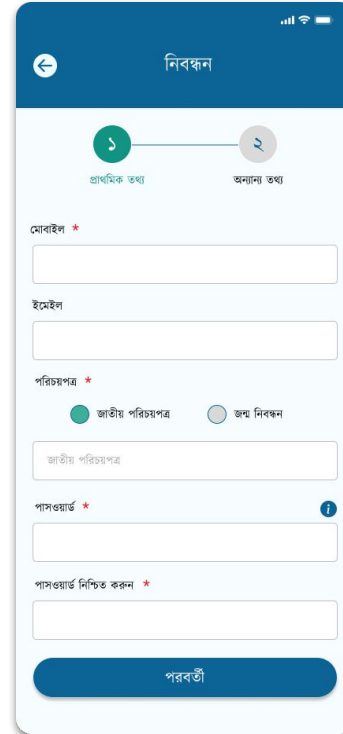 নিবন্ধন
১ ২
প্রাথমিক তথ্য অন্যান্য তথ্য
মোবাইল *
ইমেইল
পরিচয়পত্র *
জাতীয় পরিচয়পত্র জন্ম নিবন্ধন
জাতীয় পরিচয়পত্র
পাসওয়ার্ড * i
পাসওয়ার্ড নিশ্চিত করুন *
পরবর্তী